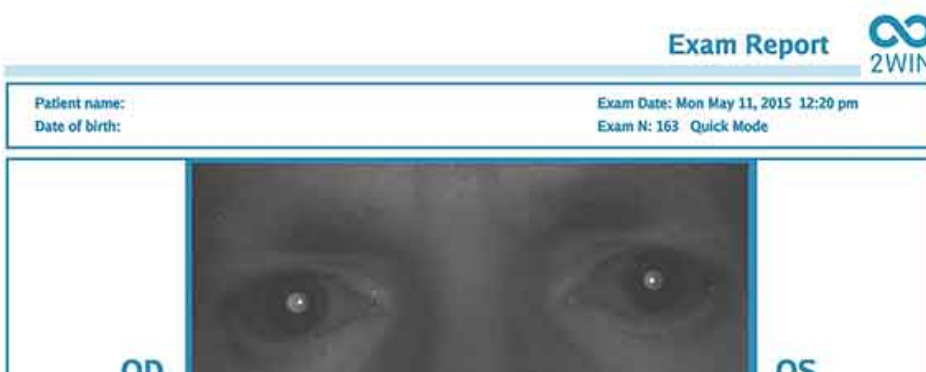 Exam Report
2WIN
Patient name:
Exam Date: Mon May 11, 2015 12:20 pm
Date of birth:
Exam N: 163 Quick Mode
OD
OS